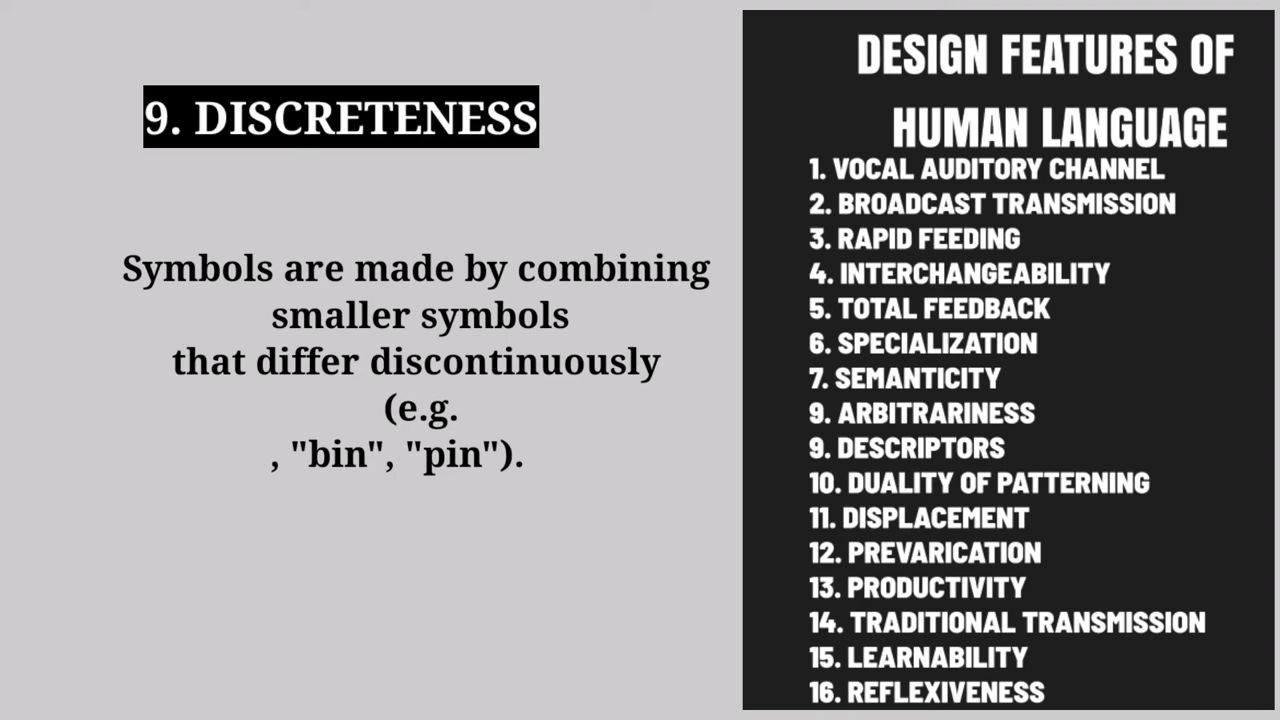 9. DISCRETENESS
Symbols are made by combining
smaller symbols
that differ discontinuously
(e.g.
, "bin", "pin").
DESIGN FEATURES OF
HUMAN LANGUAGE
1. VOCAL AUDITORY CHANNEL
2. BROADCAST TRANSMISSION
3. RAPID FEEDING
4. INTERCHANGEABILITY
5. TOTAL FEEDBACK
6. SPECIALIZATION
7. SEMANTICITY
9. ARBITRARINESS
9. DESCRIPTORS
10. DUALITY OF PATTERNING
11. DISPLACEMENT
12. PREVARICATION
13. PRODUCTIVITY
14. TRADITIONAL TRANSMISSION
15. LEARNABILITY
16. REFLEXIVENESS